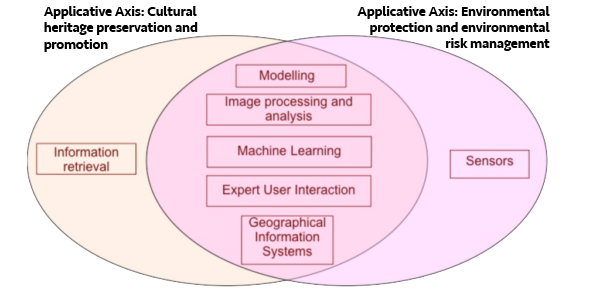 Applicative Axis: Cultural
heritage preservation and
promotion
Applicative Axis: Environmental
protection and environmental
risk management
Modelling
Image processing and
analysis
Information
retrieval
Machine Learning
Sensors
Expert User Interaction
Geographical
Information
Systems